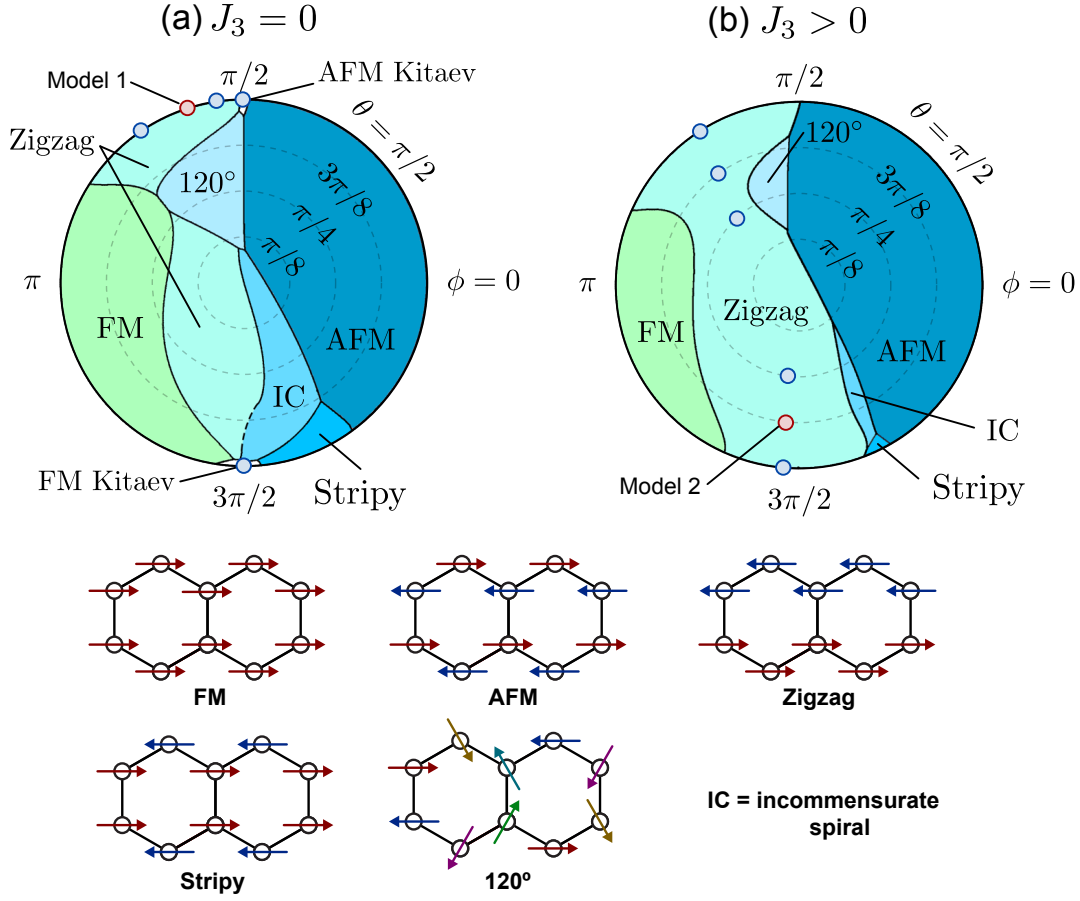 (a) J₃ = 0
(b) J₃ > 0
Model 1
π/2
AFM Kitaev
θ = π/2
Zigzag
120°
3π/8
π/4
π/8
π
ϕ = 0
FM
AFM
IC
FM Kitaev
3π/2
Stripy
π/2
θ = π/2
120°
3π/8
π/4
π/8
π
ϕ = 0
Zigzag
FM
AFM
IC
Model 2
3π/2
Stripy
FM
AFM
Zigzag
Stripy
120º
IC = incommensurate
spiral